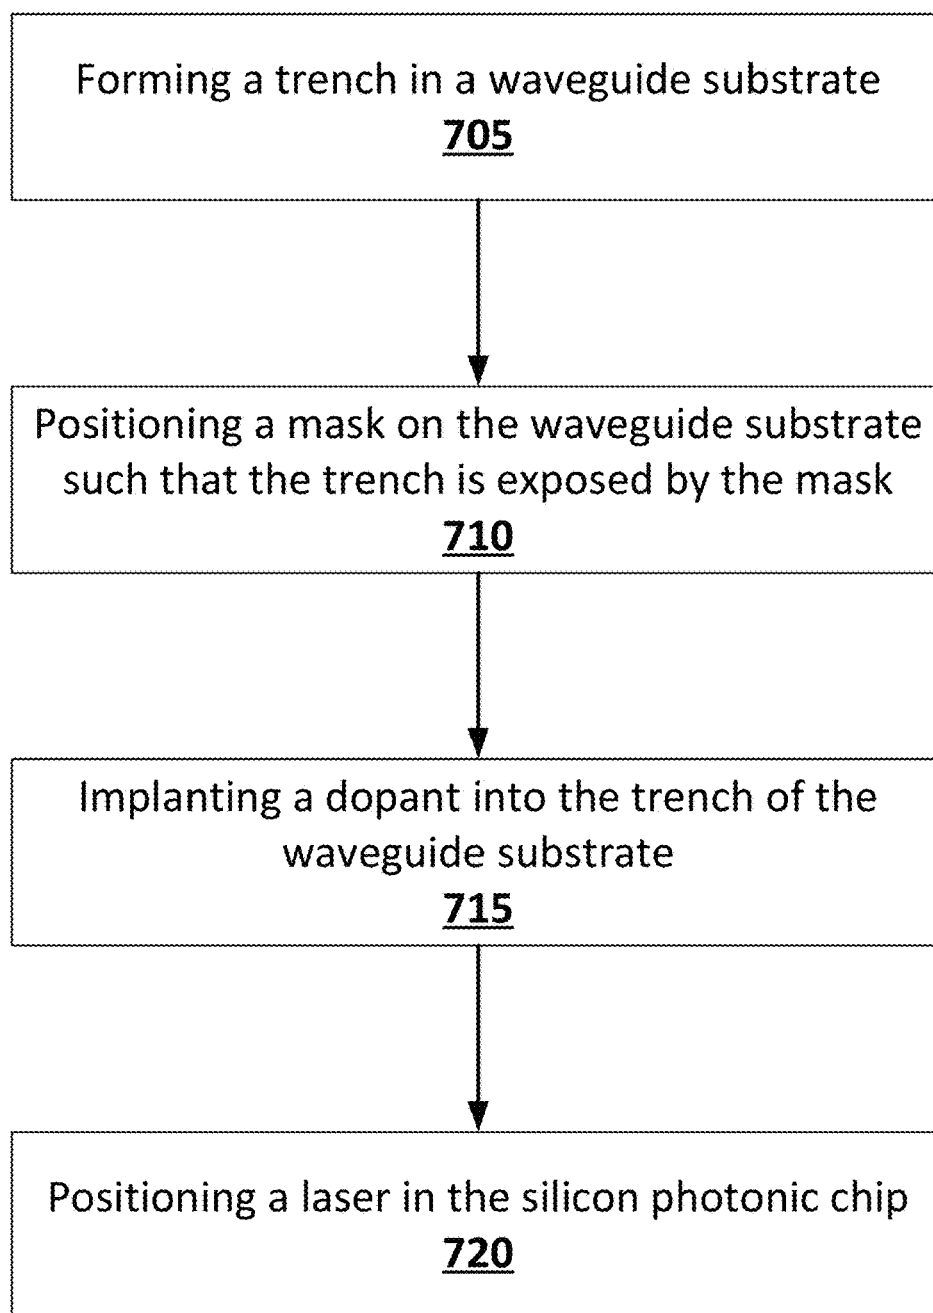 Forming a trench in a waveguide substrate
705
Positioning a mask on the waveguide substrate
such that the trench is exposed by the mask
710
Implanting a dopant into the trench of the
waveguide substrate
715
Positioning a laser in the silicon photonic chip
720